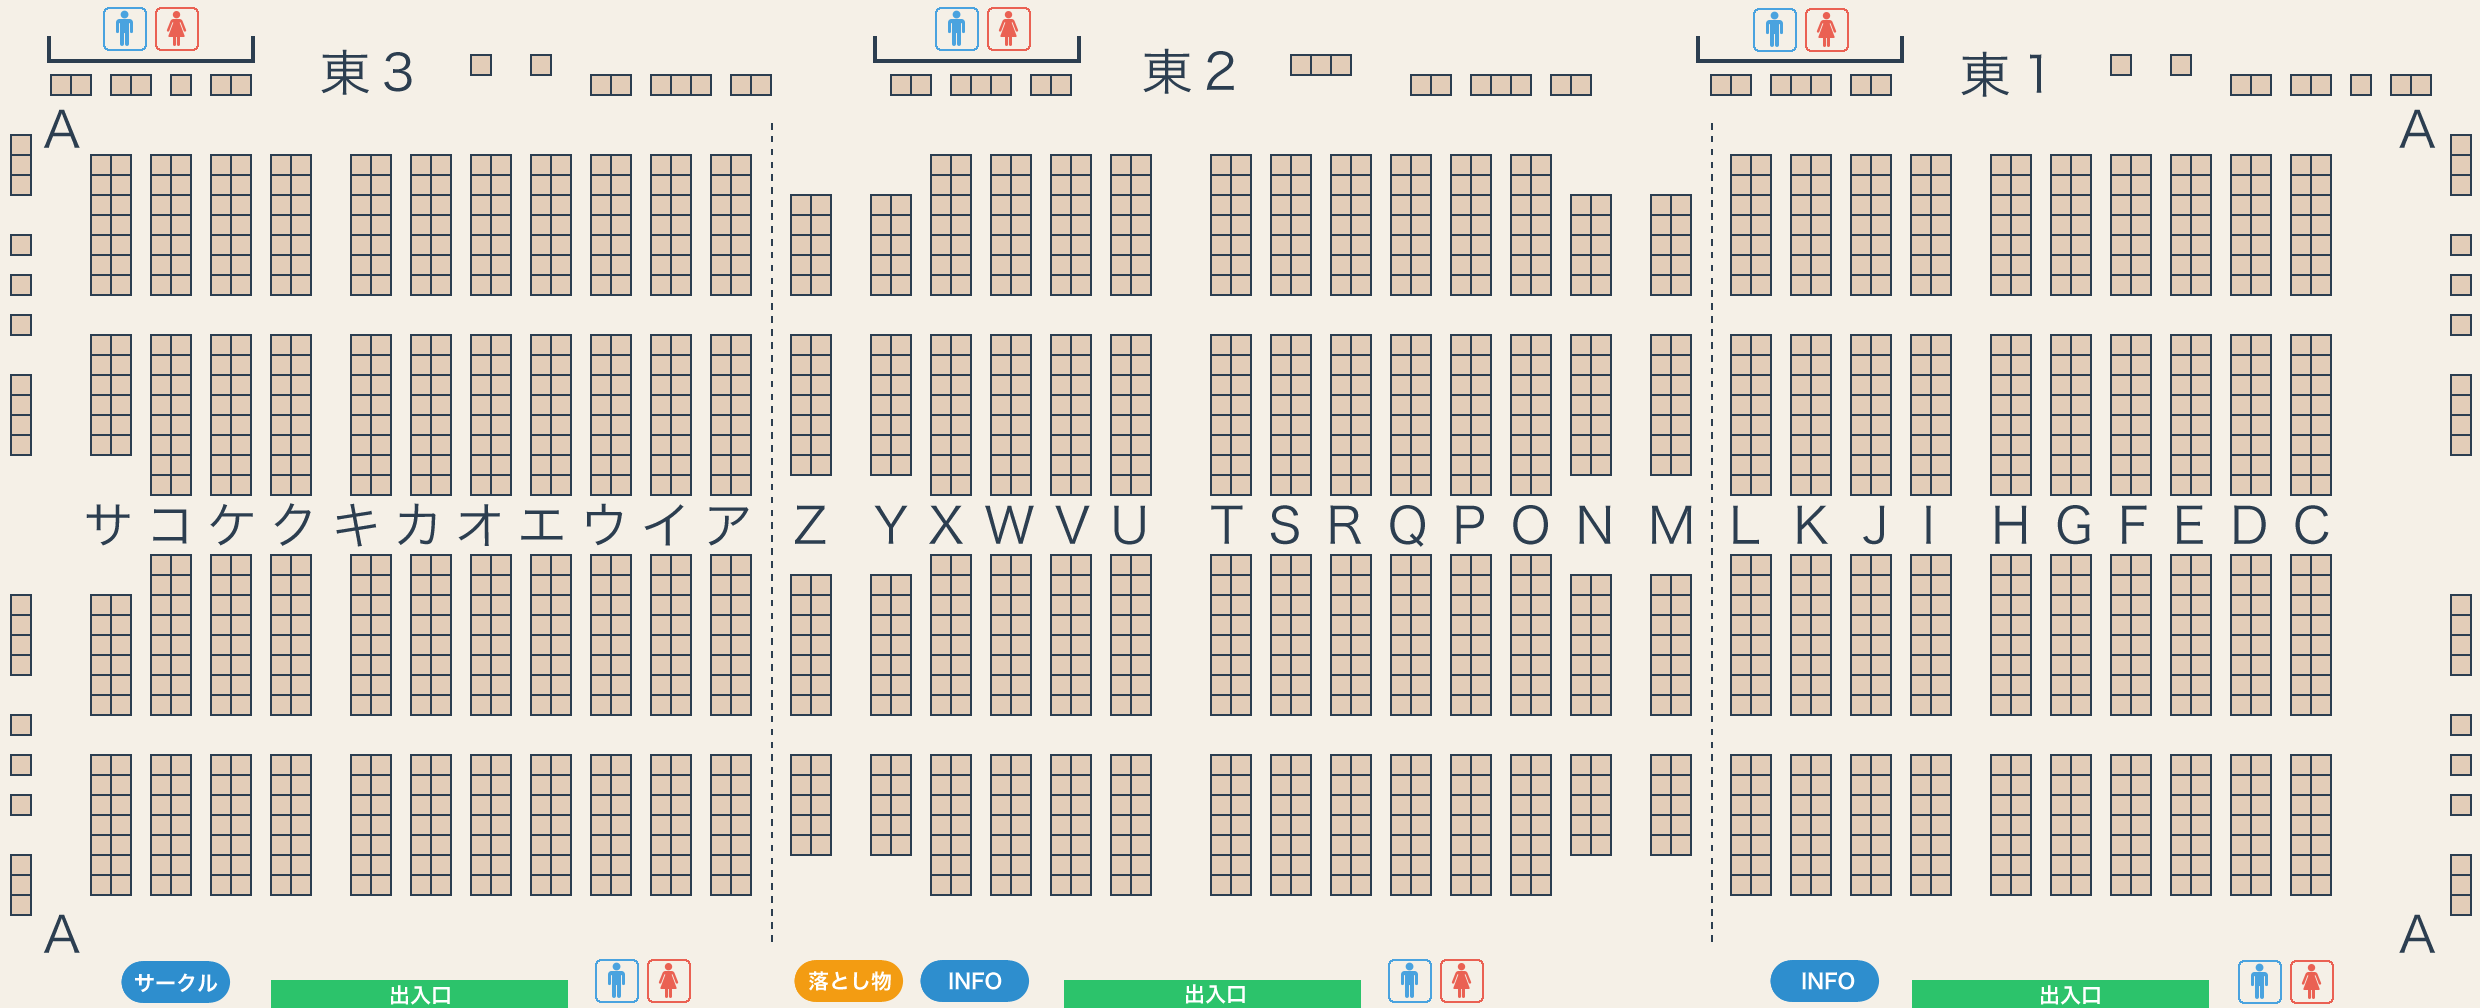 東3 東2 東1
A A
サ コ ケ ク キ カ オ エ ウ イ ア Z Y X W V U T S R Q P O N M L K J I H G F E D C
A A
サークル 出入口 落とし物 INFO 出入口 INFO 出入口